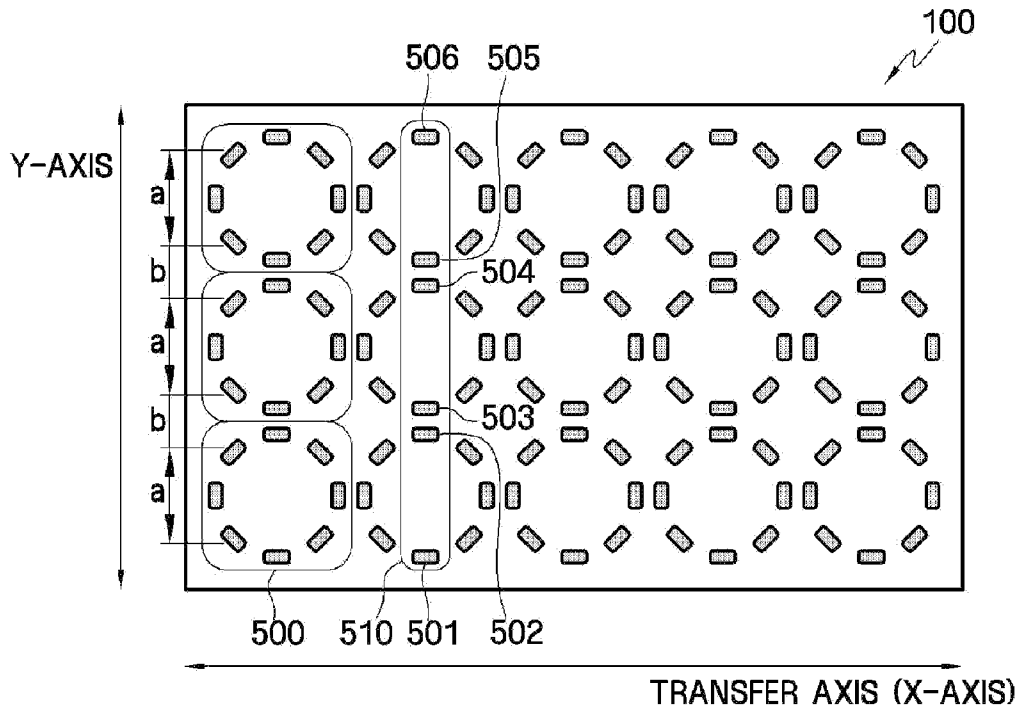 100
506 505
Y-AXIS
a
b
504
a
b
503
a
500 510 501 502
TRANSFER AXIS (X-AXIS)